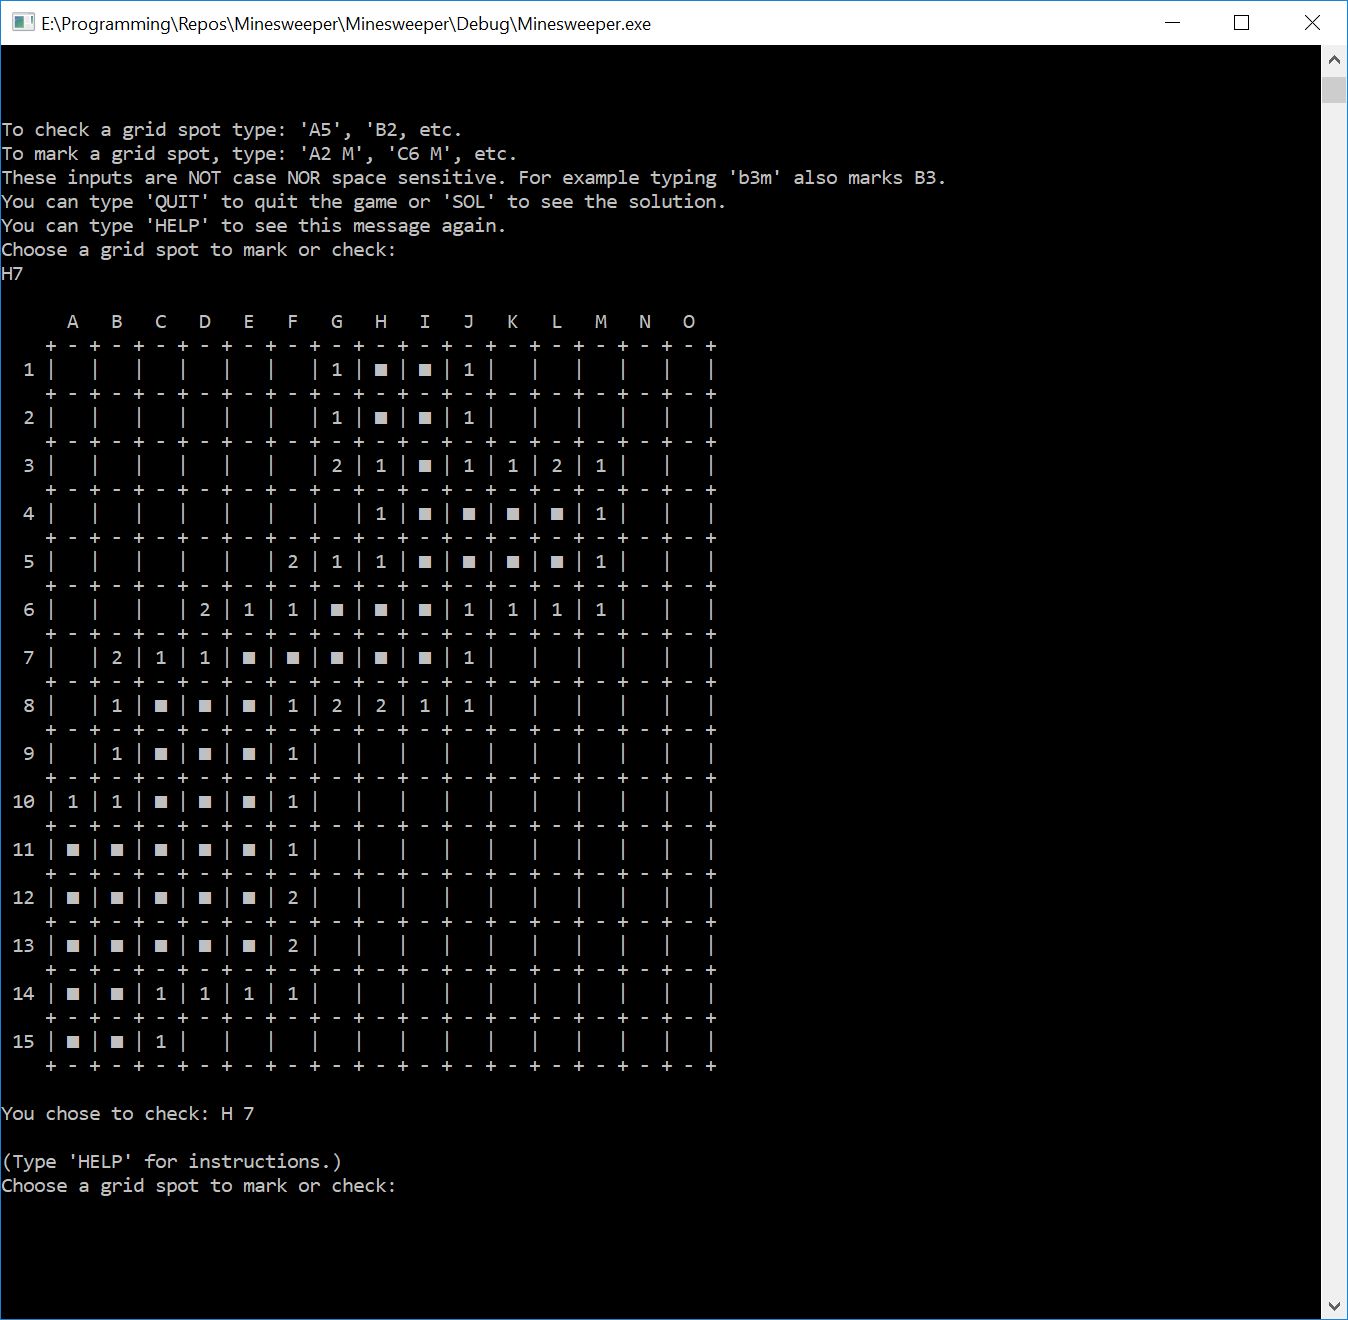 E:\Programming\Repos\Minesweeper\Minesweeper\Debug\Minesweeper.exe
To check a grid spot type: 'A5', 'B2, etc.
To mark a grid spot, type: 'A2 M', 'C6 M', etc.
These inputs are NOT case NOR space sensitive. For example typing 'b3m' also marks B3.
You can type 'QUIT' to quit the game or 'SOL' to see the solution.
You can type 'HELP' to see this message again.
Choose a grid spot to mark or check:
H7
A B C D E F G H I J K L M N O
+ - + - + - + - + - + - + - + - + - + - + - + - + - + - + - +
1 | | | | | | | 1 | ■ | ■ | 1 | | | | | |
+ - + - + - + - + - + - + - + - + - + - + - + - + - + - + - +
2 | | | | | | | 1 | ■ | ■ | 1 | | | | | |
+ - + - + - + - + - + - + - + - + - + - + - + - + - + - + - +
3 | | | | | | | 2 | 1 | ■ | 1 | 1 | 2 | 1 | | |
+ - + - + - + - + - + - + - + - + - + - + - + - + - + - + - +
4 | | | | | | | | 1 | ■ | ■ | ■ | ■ | 1 | | |
+ - + - + - + - + - + - + - + - + - + - + - + - + - + - + - +
5 | | | | | | 2 | 1 | 1 | ■ | ■ | ■ | ■ | 1 | | |
+ - + - + - + - + - + - + - + - + - + - + - + - + - + - + - +
6 | | | | 2 | 1 | 1 | ■ | ■ | ■ | 1 | 1 | 1 | 1 | | |
+ - + - + - + - + - + - + - + - + - + - + - + - + - + - + - +
7 | | 2 | 1 | 1 | ■ | ■ | ■ | ■ | ■ | 1 | | | | | |
+ - + - + - + - + - + - + - + - + - + - + - + - + - + - + - +
8 | | 1 | ■ | ■ | ■ | 1 | 2 | 2 | 1 | 1 | | | | | |
+ - + - + - + - + - + - + - + - + - + - + - + - + - + - + - +
9 | | 1 | ■ | ■ | ■ | 1 | | | | | | | | | |
+ - + - + - + - + - + - + - + - + - + - + - + - + - + - + - +
10 | 1 | 1 | ■ | ■ | ■ | 1 | | | | | | | | | |
+ - + - + - + - + - + - + - + - + - + - + - + - + - + - + - +
11 | ■ | ■ | ■ | ■ | ■ | 1 | | | | | | | | | |
+ - + - + - + - + - + - + - + - + - + - + - + - + - + - + - +
12 | ■ | ■ | ■ | ■ | ■ | 2 | | | | | | | | | |
+ - + - + - + - + - + - + - + - + - + - + - + - + - + - + - +
13 | ■ | ■ | ■ | ■ | ■ | 2 | | | | | | | | | |
+ - + - + - + - + - + - + - + - + - + - + - + - + - + - + - +
14 | ■ | ■ | 1 | 1 | 1 | 1 | | | | | | | | | |
+ - + - + - + - + - + - + - + - + - + - + - + - + - + - + - +
15 | ■ | ■ | 1 | | | | | | | | | | | | |
+ - + - + - + - + - + - + - + - + - + - + - + - + - + - + - +
You chose to check: H 7
(Type 'HELP' for instructions.)
Choose a grid spot to mark or check: